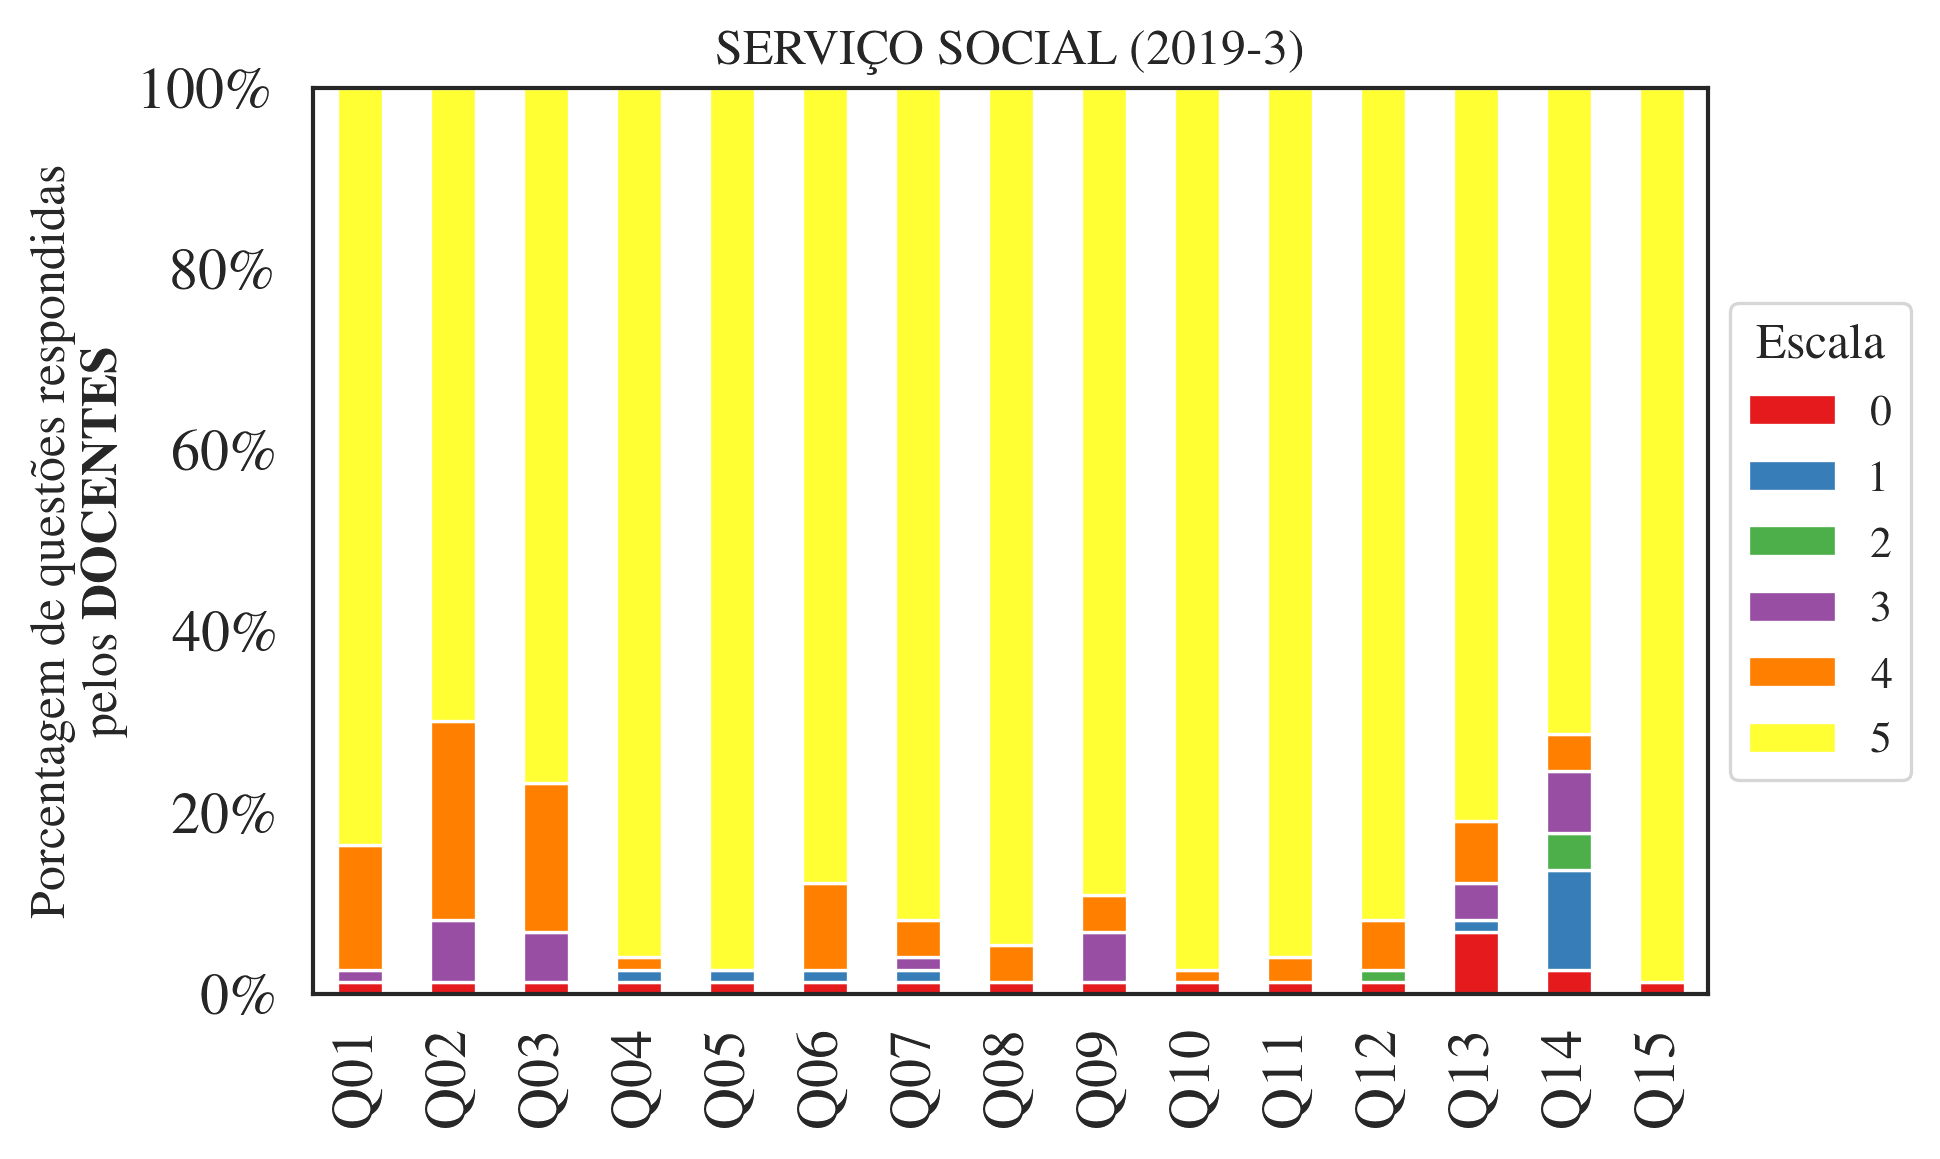 SERVIÇO SOCIAL (2019-3)
Porcentagem de questões respondidas
pelos DOCENTES
100%
80%
60%
40%
20%
0%
Q01
Q02
Q03
Q04
Q05
Q06
Q07
Q08
Q09
Q10
Q11
Q12
Q13
Q14
Q15
Escala
0
1
2
3
4
5